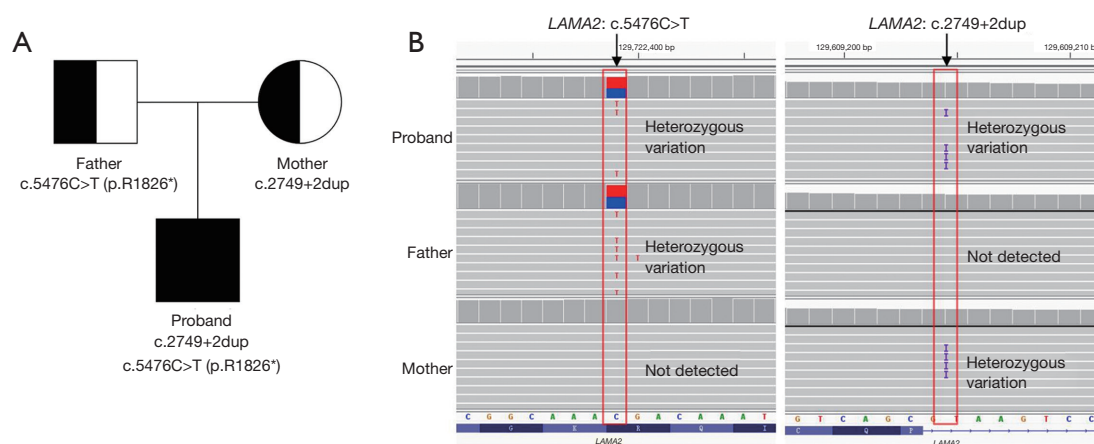 A
Father
c.5476C>T (p.R1826*)
Mother
c.2749+2dup
Proband
c.2749+2dup
c.5476C>T (p.R1826*)
B
LAMA2: c.5476C>T
LAMA2: c.2749+2dup
129,722,400 bp
129,609,200 bp
129,609,210 b
Proband
T
T
Heterozygous
variation
T
I
Heterozygous
variation
I
I
I
Father
T
T
T
T T
Heterozygous
variation
T
T
Not detected
Mother
Not detected
I
I
I
I
Heterozygous
variation
C G G C A A A C G A C A A A T
G T C A G C G T A A G T C C
G K R Q I
C Q P
LAMA2
LAMA2